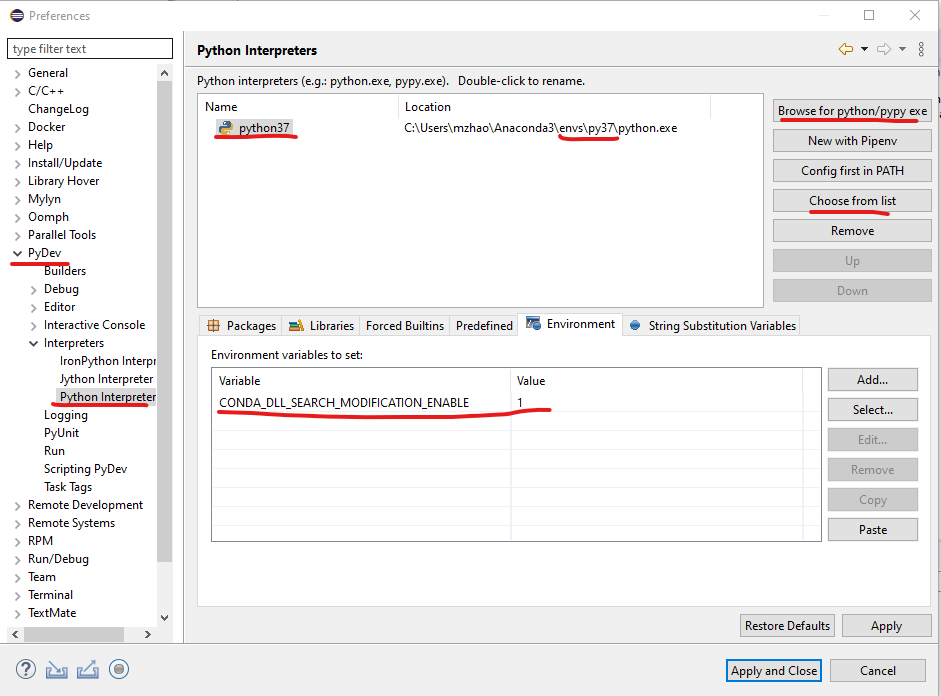 Preferences
type filter text
General
C/C++
ChangeLog
Docker
Help
Install/Update
Library Hover
Mylyn
Oomph
Parallel Tools
PyDev
Builders
Debug
Editor
Interactive Console
Interpreters
IronPython Interpr
Jython Interpreter
Python Interpreter
Logging
PyUnit
Run
Scripting PyDev
Task Tags
Remote Development
Remote Systems
RPM
Run/Debug
Team
Terminal
TextMate
Python Interpreters
Python interpreters (e.g.: python.exe, pypy.exe).   Double-click to rename.
Name Location
python37 C:\Users\mzhao\Anaconda3\envs\py37\python.exe
Browse for python/pypy exe
New with Pipenv
Config first in PATH
Choose from list
Remove
Up
Down
Packages Libraries Forced Builtins Predefined Environment String Substitution Variables
Environment variables to set:
Variable Value
CONDA_DLL_SEARCH_MODIFICATION_ENABLE 1
Add...
Select...
Edit...
Remove
Copy
Paste
Restore Defaults Apply
Apply and Close Cancel